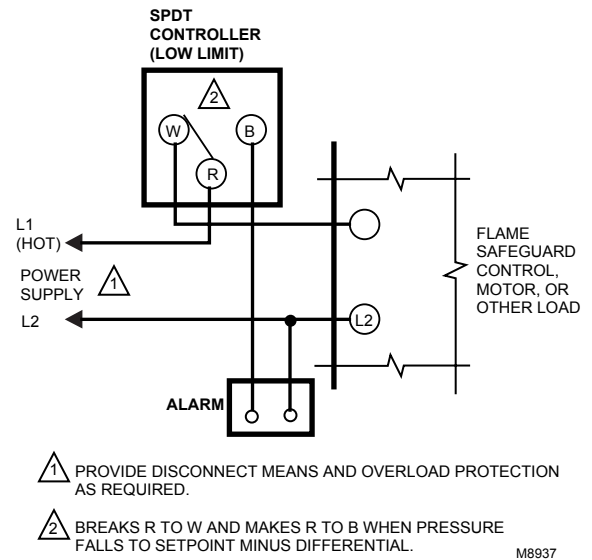 SPDT
CONTROLLER
(LOW LIMIT)
2
W
B
R
L1
(HOT)
POWER
SUPPLY
1
L2
L2
FLAME
SAFEGUARD
CONTROL,
MOTOR, OR
OTHER LOAD
ALARM
1 PROVIDE DISCONNECT MEANS AND OVERLOAD PROTECTION
AS REQUIRED.
2 BREAKS R TO W AND MAKES R TO B WHEN PRESSURE
FALLS TO SETPOINT MINUS DIFFERENTIAL.
M8937